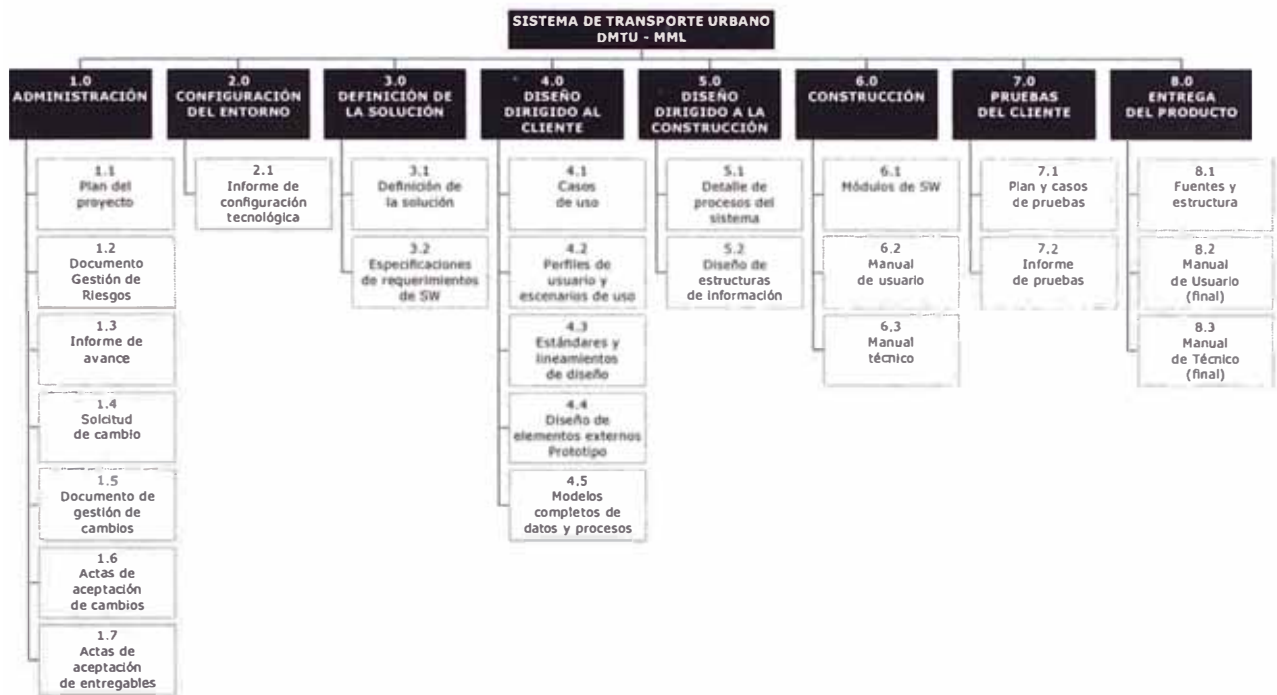 SISTEMA DE TRANSPORTE URBANO
DMTU - MML
1.0
ADMINISTRACIÓN
2.0
CONFIGURACIÓN
DEL ENTORNO
3.0
DEFINICIÓN DE
LA SOLUCIÓN
4.0
DISEÑO
DIRIGIDO AL
CLIENTE
5.0
DISEÑO
DIRIGIDO A LA
CONSTRUCCIÓN
6.0
CONSTRUCCIÓN
7.0
PRUEBAS
DEL CLIENTE
8.0
ENTREGA
DEL PRODUCTO
1.1
Plan del
proyecto
1.2
Documento
Gestión de
Riesgos
1.3
Informe de
avance
1.4
Solcitud
de cambio
1.5
Documento de
gestión de
cambios
1.6
Actas de
aceptación
de cambios
1.7
Actas de
aceptación
de entregables
2.1
Informe de
configuración
tecnológica
3.1
Definición de
la solución
3.2
Especificaciones
de requerimientos
de SW
4.1
Casos
de uso
4.2
Perfiles de
usuario y
escenarios de uso
4.3
Estándares y
lineamientos
de diseño
4.4
Diseño de
elementos externos
Prototipo
4.5
Modelos
completos de
datos y procesos
5.1
Detalle de
procesos del
sistema
5.2
Diseño de
estructuras
de información
6.1
Módulos de SW
6.2
Manual
de usuario
6.3
Manual
técnico
7.1
Plan y casos
de pruebas
7.2
Informe
de pruebas
8.1
Fuentes y
estructura
8.2
Manual
de Usuario
(final)
8.3
Manual
de Técnico
(final)